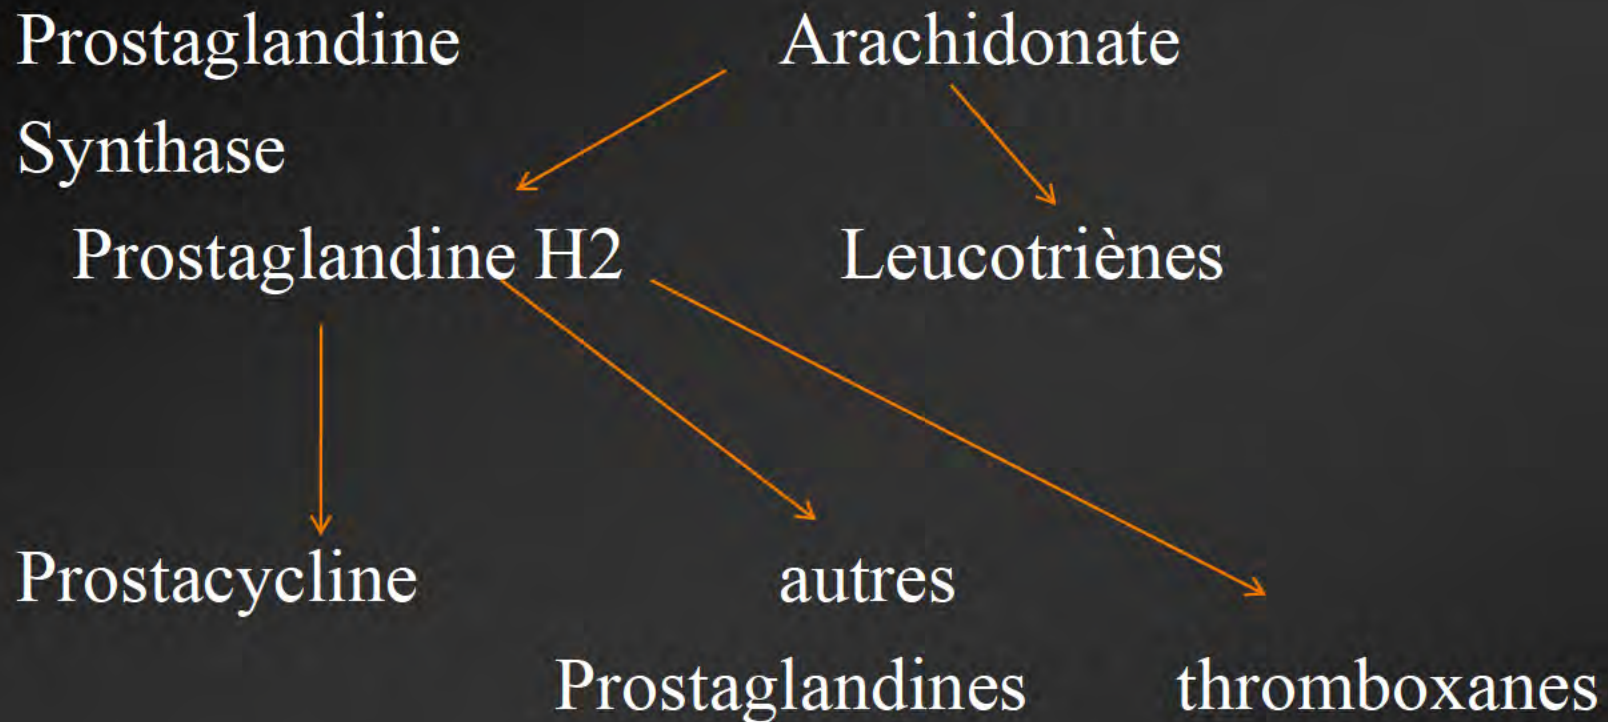 Prostaglandine Arachidonate
Synthase
Prostaglandine H2 Leucotriènes
Prostacycline autres
Prostaglandines thromboxanes